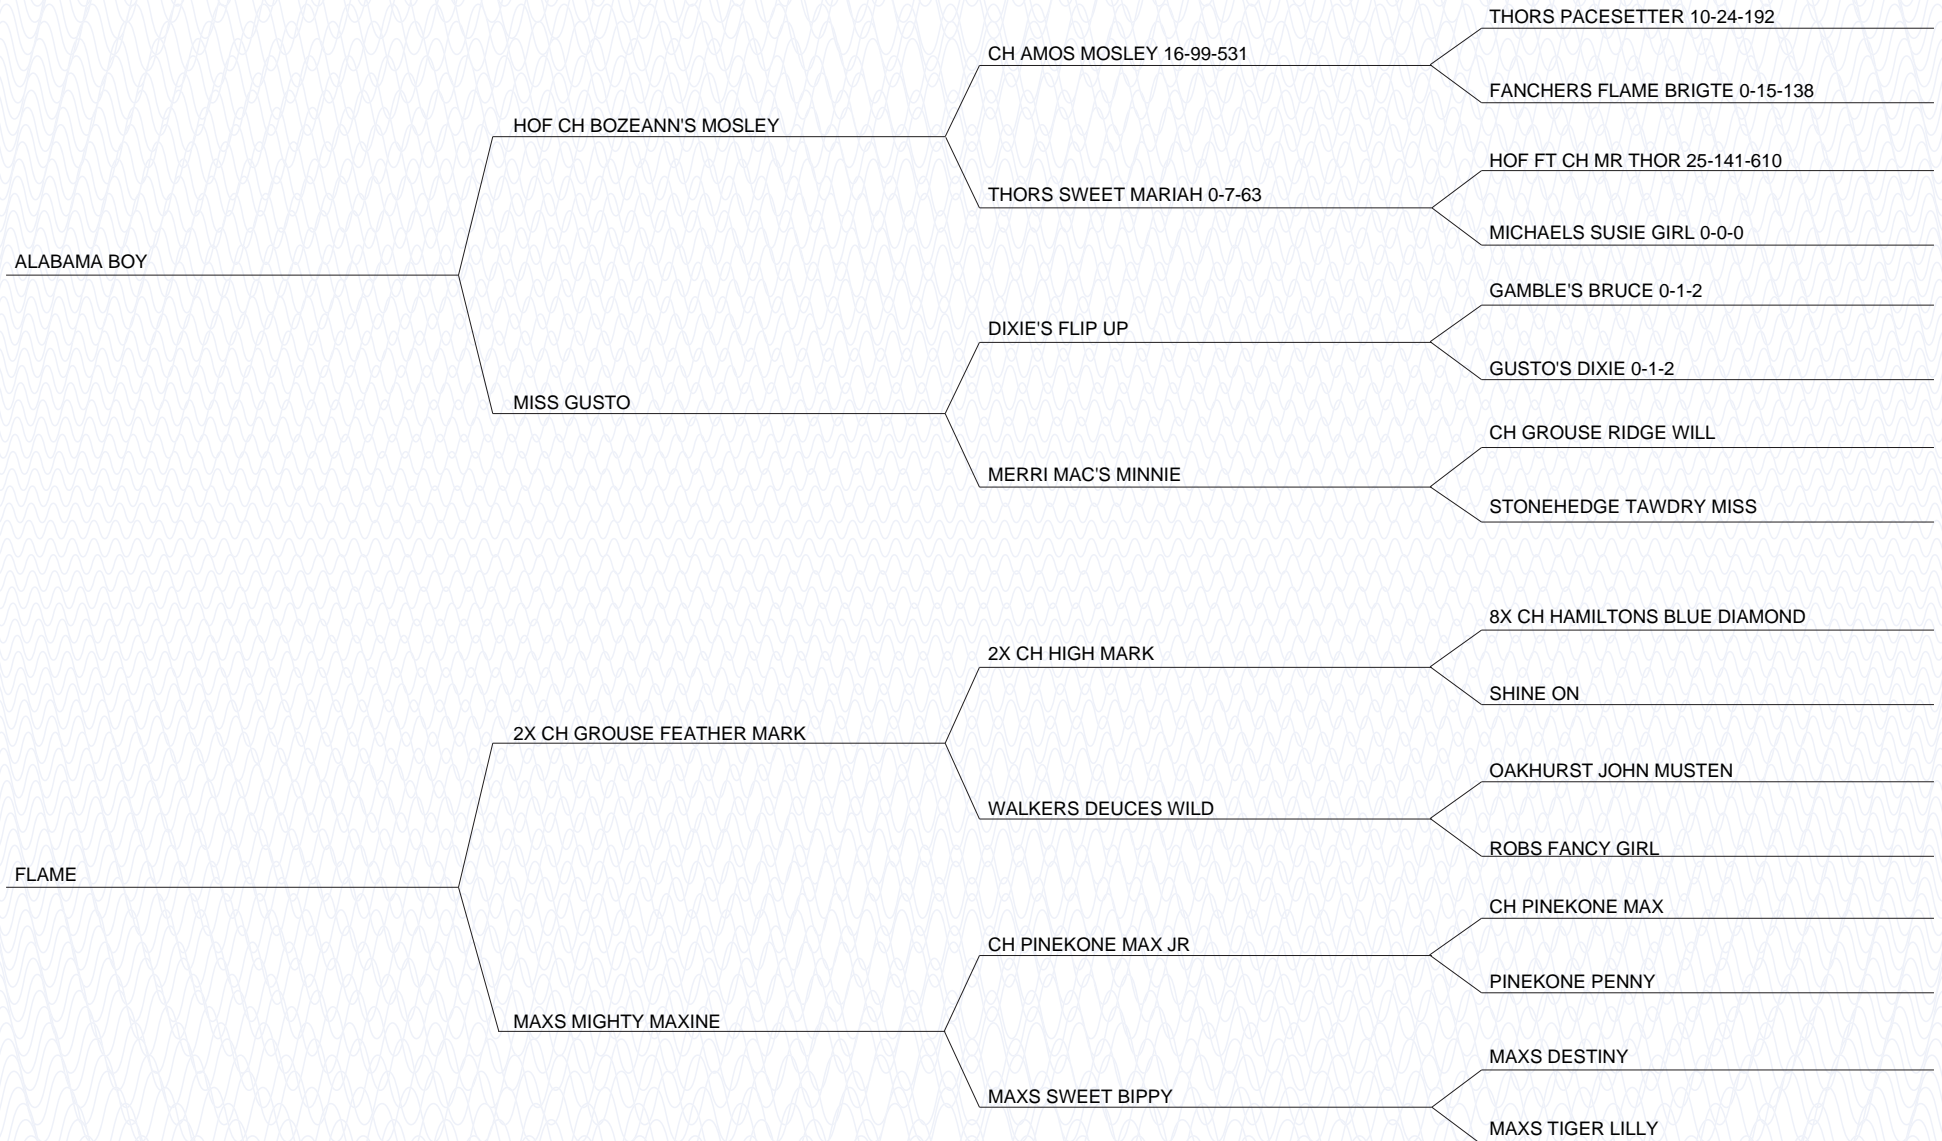 THORS PACESETTER 10-24-192
CH AMOS MOSLEY 16-99-531
FANCHERS FLAME BRIGTE 0-15-138
HOF CH BOZEANN'S MOSLEY
HOF FT CH MR THOR 25-141-610
THORS SWEET MARIAH 0-7-63
MICHAELS SUSIE GIRL 0-0-0
ALABAMA BOY
GAMBLE'S BRUCE 0-1-2
DIXIE'S FLIP UP
GUSTO'S DIXIE 0-1-2
MISS GUSTO
CH GROUSE RIDGE WILL
MERRI MAC'S MINNIE
STONEHEDGE TAWDRY MISS
8X CH HAMILTONS BLUE DIAMOND
2X CH HIGH MARK
SHINE ON
2X CH GROUSE FEATHER MARK
OAKHURST JOHN MUSTEN
WALKERS DEUCES WILD
ROBS FANCY GIRL
FLAME
CH PINEKONE MAX
CH PINEKONE MAX JR
PINEKONE PENNY
MAXS MIGHTY MAXINE
MAXS DESTINY
MAXS SWEET BIPPY
MAXS TIGER LILLY